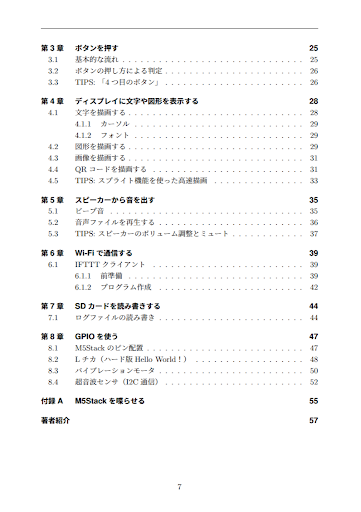 第 3 章 ボタンを押す 25
3.1 基本的な流れ . . . . . . . . . . . . . . . . . . . . . . . . . . . . 25
3.2 ボタンの押し方による判定 . . . . . . . . . . . . . . . . . . . . . 26
3.3 TIPS: 「4 つ目のボタン」 . . . . . . . . . . . . . . . . . . . . . 26
第 4 章 ディスプレイに文字や図形を表示する 28
4.1 文字を描画する . . . . . . . . . . . . . . . . . . . . . . . . . . . 28
4.1.1 カーソル . . . . . . . . . . . . . . . . . . . . . . . . . . . 29
4.1.2 フォント . . . . . . . . . . . . . . . . . . . . . . . . . . . 29
4.2 図形を描画する . . . . . . . . . . . . . . . . . . . . . . . . . . . 29
4.3 画像を描画する . . . . . . . . . . . . . . . . . . . . . . . . . . . 31
4.4 QR コードを描画する . . . . . . . . . . . . . . . . . . . . . . . 31
4.5 TIPS: スプライト機能を使った高速描画 . . . . . . . . . . . . . . 33
第 5 章 スピーカーから音を出す 35
5.1 ビープ音 . . . . . . . . . . . . . . . . . . . . . . . . . . . . . . 35
5.2 音声ファイルを再生する . . . . . . . . . . . . . . . . . . . . . . 36
5.3 TIPS: スピーカーのボリューム調整とミュート . . . . . . . . . . . 37
第 6 章 Wi-Fi で通信する 39
6.1 IFTTT クライアント . . . . . . . . . . . . . . . . . . . . . . . 39
6.1.1 前準備 . . . . . . . . . . . . . . . . . . . . . . . . . . . . 39
6.1.2 プログラム作成 . . . . . . . . . . . . . . . . . . . . . . . 42
第 7 章 SD カードを読み書きする 44
7.1 ログファイルの読み書き . . . . . . . . . . . . . . . . . . . . . . 44
第 8 章 GPIO を使う 47
8.1 M5Stack のピン配置 . . . . . . . . . . . . . . . . . . . . . . . . 47
8.2 L チカ（ハード版 Hello World！） . . . . . . . . . . . . . . . . 48
8.3 バイブレーションモータ . . . . . . . . . . . . . . . . . . . . . . 50
8.4 超音波センサ（I2C 通信） . . . . . . . . . . . . . . . . . . . . . 52
付録 A M5Stack を喋らせる 55
著者紹介 57
7